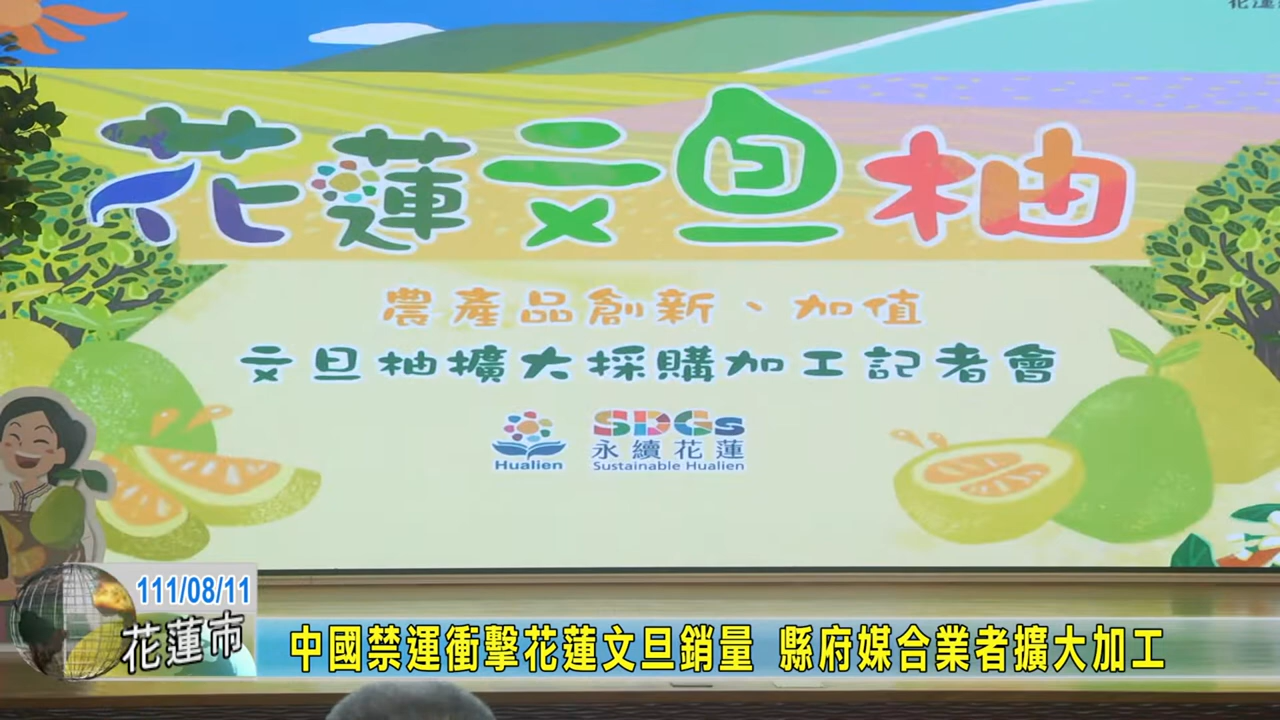 花蓮文旦柚
農產品創新、加值
文旦柚擴大採購加工記者會
SDGs
永續花蓮
Hualien
Sustainable Hualien
111/08/11
花蓮市
中國禁運衝擊花蓮文旦銷量 縣府媒合業者擴大加工